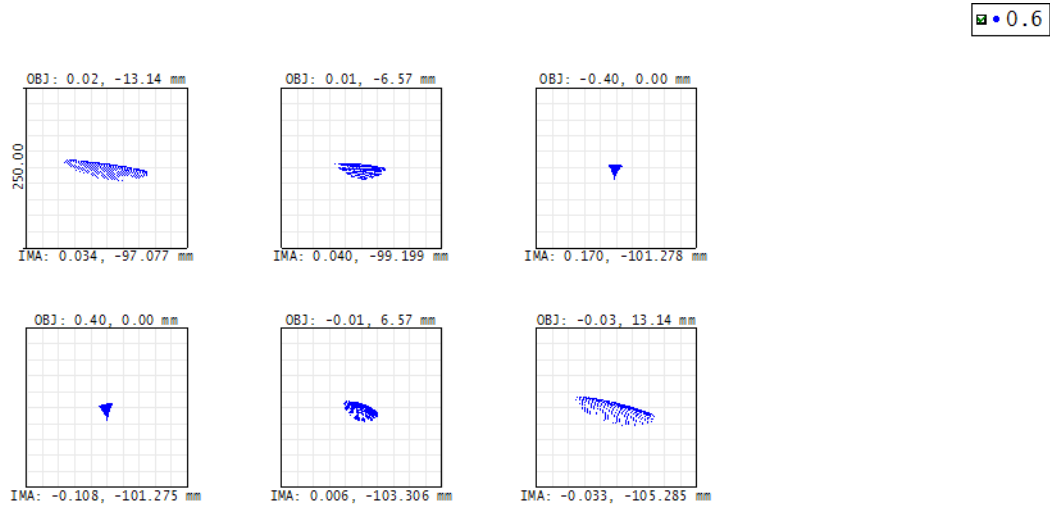 0.6
OBJ: 0.02, -13.14 mm
OBJ: 0.01, -6.57 mm
OBJ: -0.40, 0.00 mm
250.00
IMA: 0.034, -97.077 mm
IMA: 0.040, -99.199 mm
IMA: 0.170, -101.278 mm
OBJ: 0.40, 0.00 mm
OBJ: -0.01, 6.57 mm
OBJ: -0.03, 13.14 mm
IMA: -0.108, -101.275 mm
IMA: 0.006, -103.306 mm
IMA: -0.033, -105.285 mm